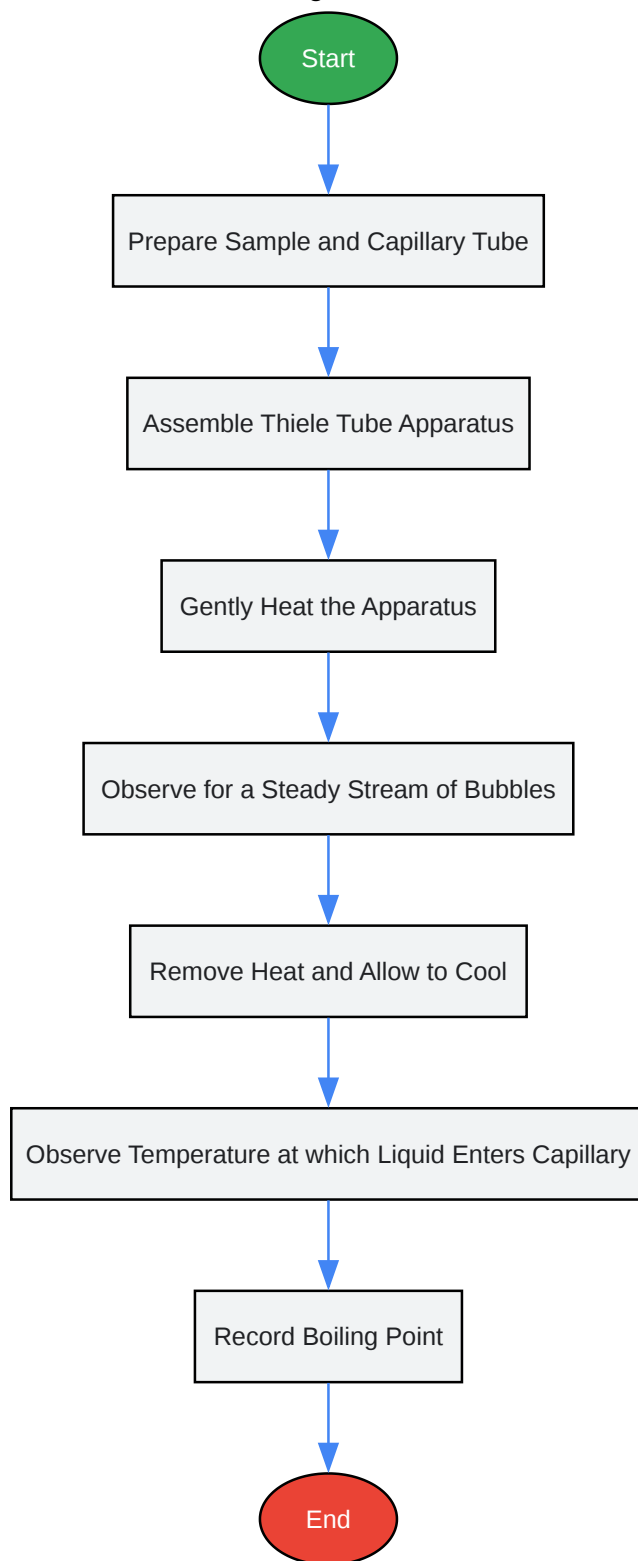 Start
Prepare Sample and Capillary Tube
Assemble Thiele Tube Apparatus
Gently Heat the Apparatus
Observe for a Steady Stream of Bubbles
Remove Heat and Allow to Cool
Observe Temperature at which Liquid Enters Capillary
Record Boiling Point
End